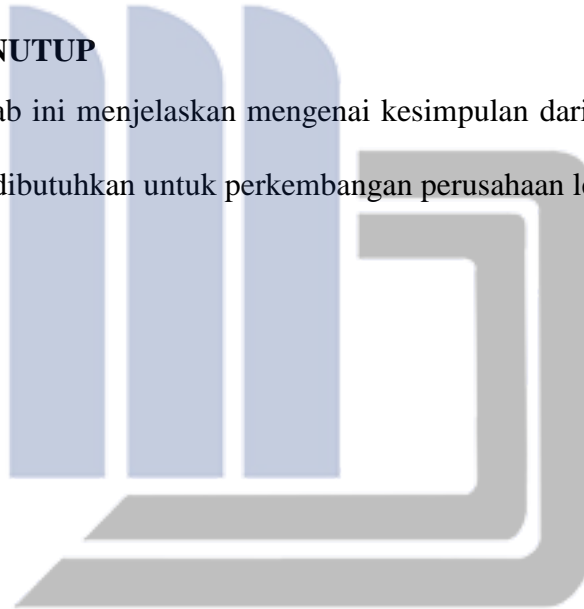 NUTUP
ab ini menjelaskan mengenai kesimpulan dari
dibutuhkan untuk perkembangan perusahaan l